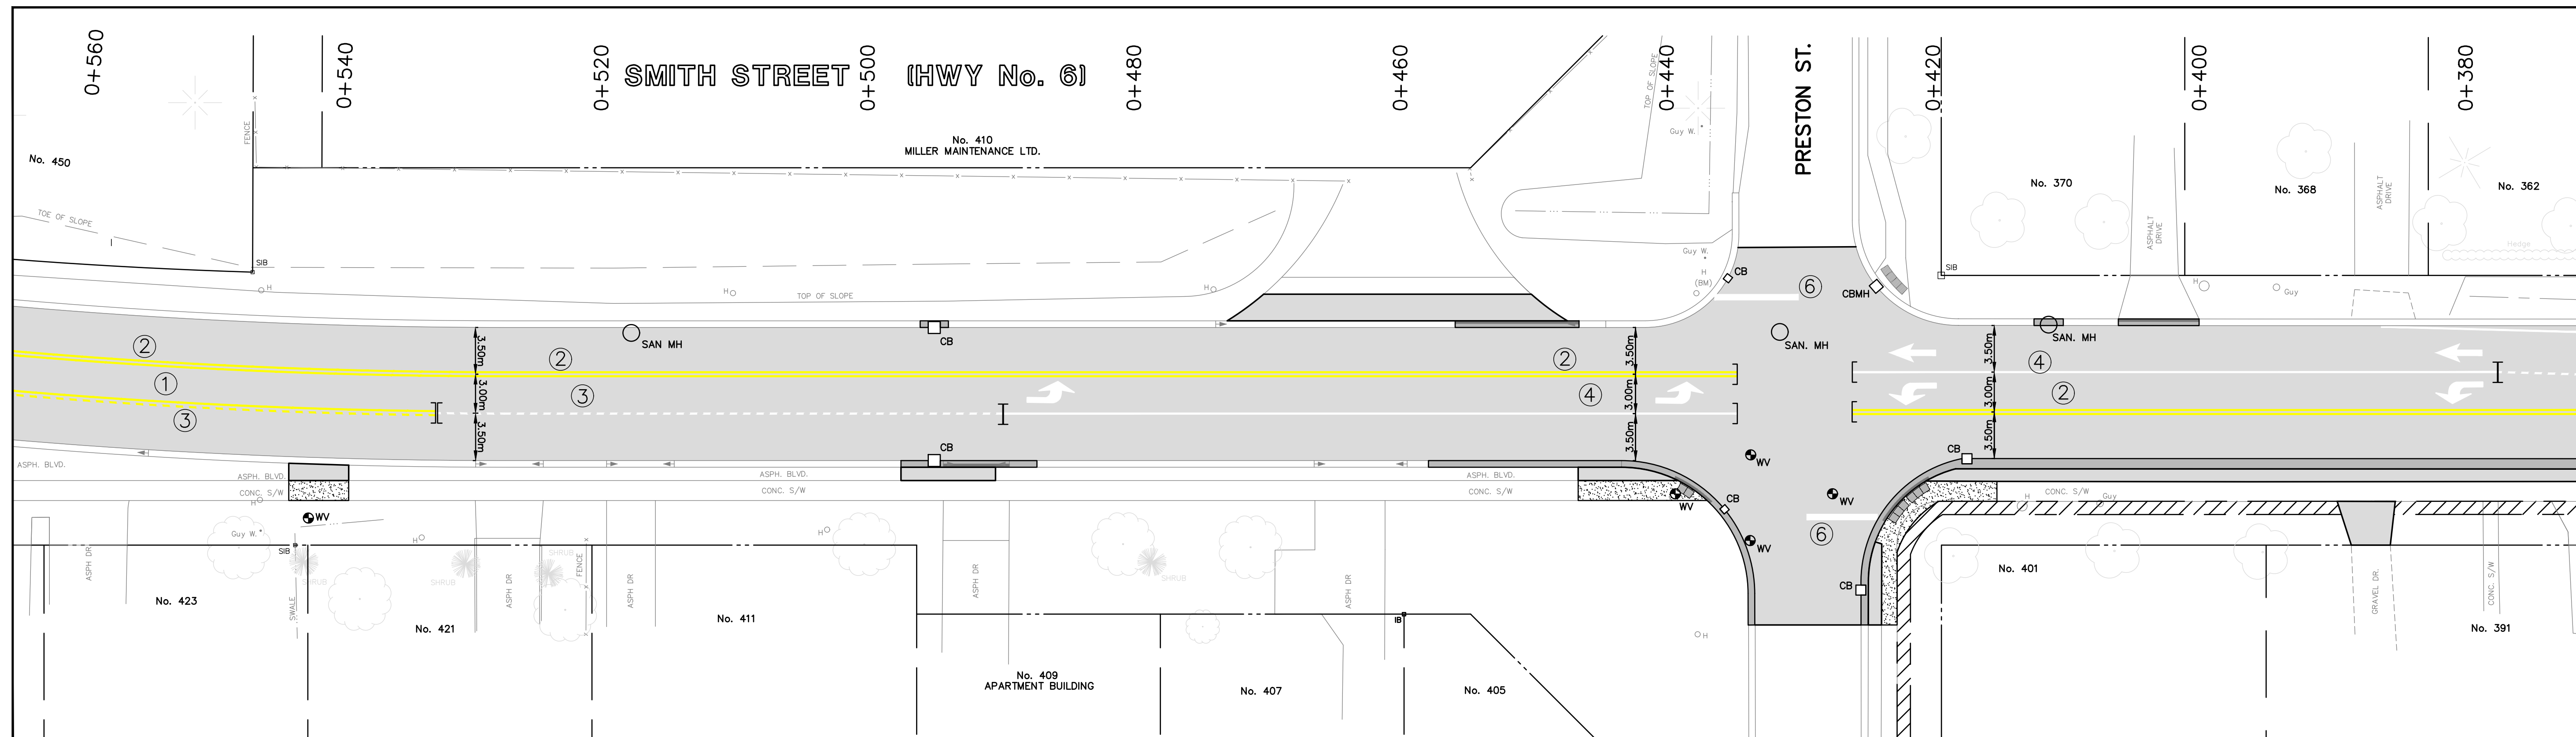 0+560
0+540
0+520
SMITH STREET (HWY No. 6)
0+500
0+480
0+460
0+440
PRESTON ST.
0+420
0+400
0+380
No. 450
FENCE
No. 410
MILLER MAINTENANCE LTD.
TOP OF SLOPE
Guy W.
No. 370
ASPHALT
DRIVE
No. 368
ASPHALT
DRIVE
No. 362
Hedge
TOE OF SLOPE
SIB
H
H
TOP OF SLOPE
H
Guy W.
H
(BM)
CB
6
CBMH
SIB
H
Guy
2
1
3
3.50m
3.00m
3.50m
2
3
SAN MH
CB
2
4
3.50m
3.00m
3.50m
SAN. MH
3.50m
3.00m
3.50m
4
2
SAN. MH
ASPH. BLVD.
ASPH. BLVD.
CONC. S/W
H
CB
ASPH. BLVD.
CONC. S/W
ASPH. BLVD.
CONC. S/W
WV
WV
CB
WV
WV
6
CB
CB
CONC. S/W
H
Guy
WV
Guy W.
SIB
H
H
ASPH DR
SHRUB
SWALE
SHRUB
SHRUB
FENCE
ASPH DR
ASPH DR
ASPH DR
SHRUB
ASPH DR
IB
H
GRAVEL DR.
CONC. S/W
No. 423
No. 421
No. 411
No. 409
APARTMENT BUILDING
No. 407
No. 405
No. 401
No. 391